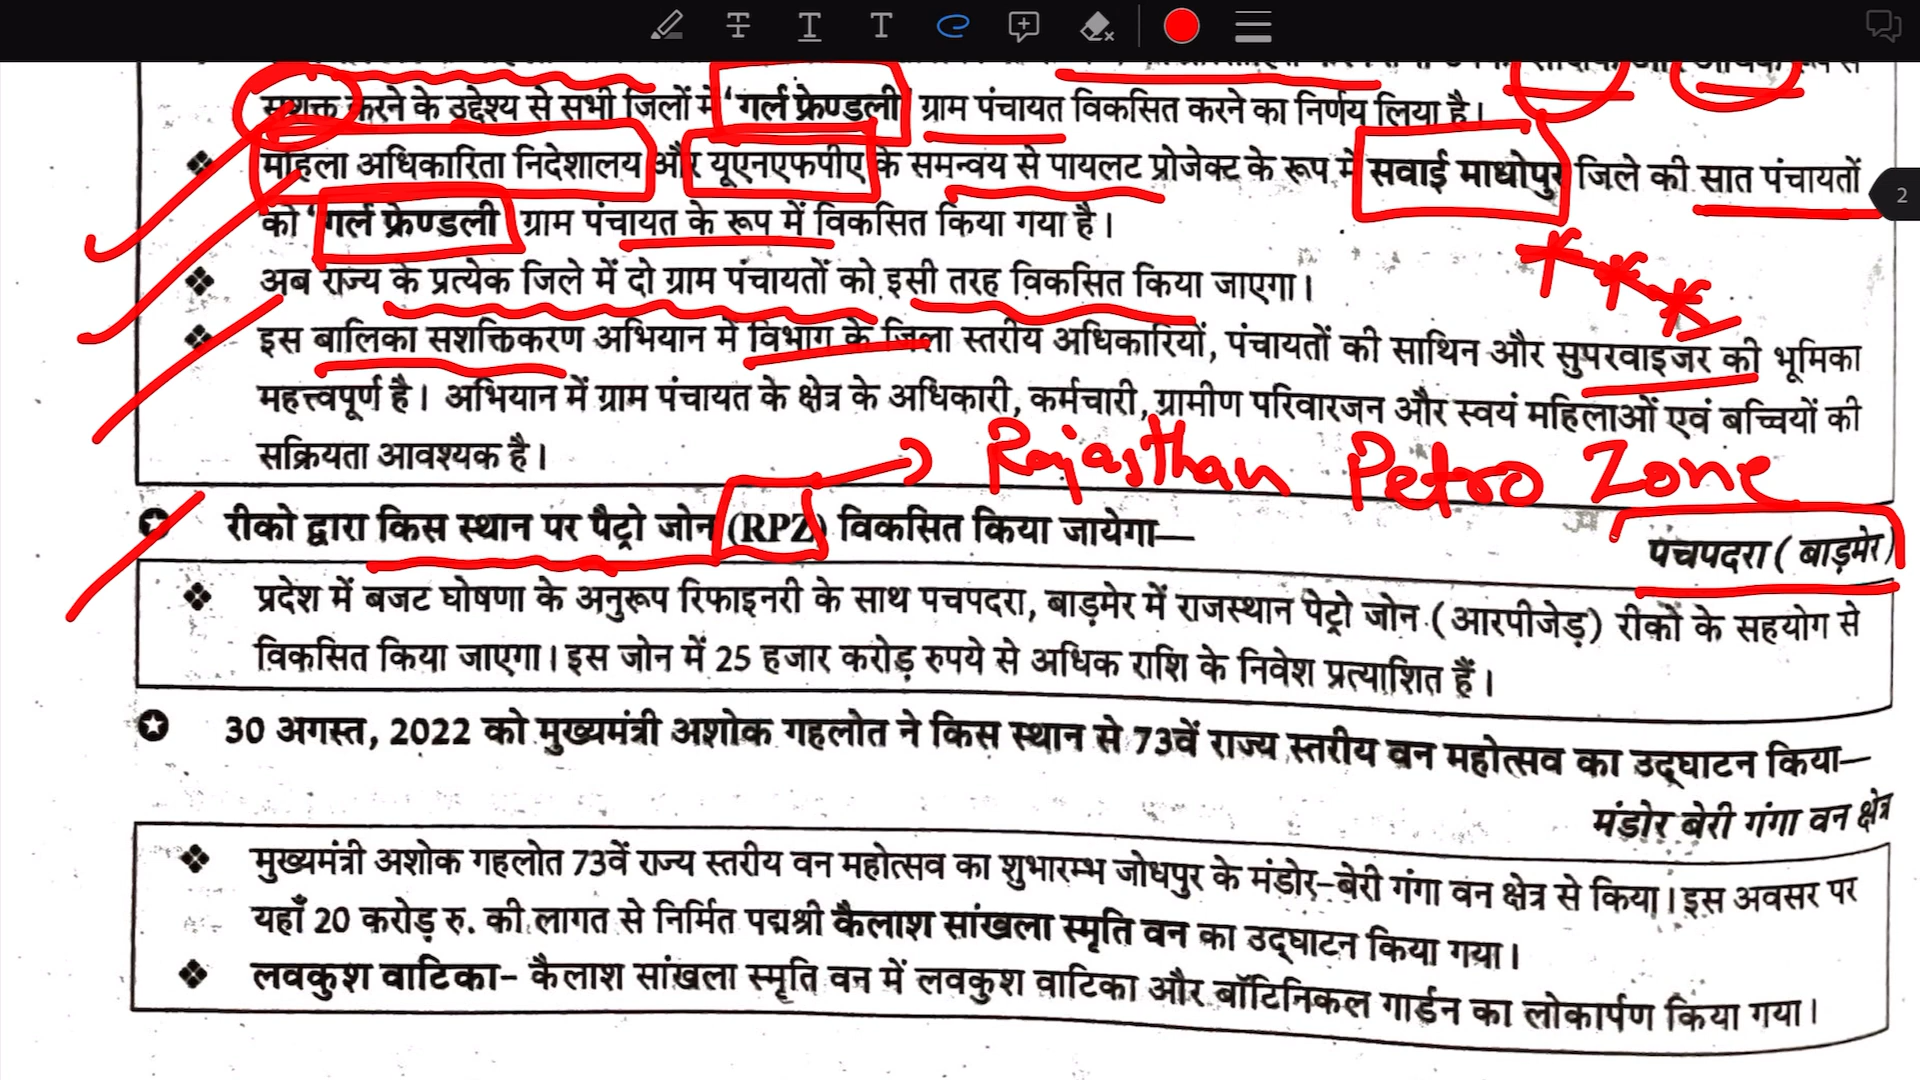 सशक्त करने के उद्देश्य से सभी जिलों में 'गर्ल फ्रेण्डली' ग्राम पंचायत विकसित करने का निर्णय लिया है।
❖ महिला अधिकारिता निदेशालय और यूएनएफपीए के समन्वय से पायलट प्रोजेक्ट के रूप में सवाई माधोपुर जिले की सात पंचायतों
2
को 'गर्ल फ्रेण्डली' ग्राम पंचायत के रूप में विकसित किया गया है।
❖ अब राज्य के प्रत्येक जिले में दो ग्राम पंचायतों को इसी तरह विकसित किया जाएगा।
❖ इस बालिका सशक्तिकरण अभियान में विभाग के जिला स्तरीय अधिकारियों, पंचायतों की साथिन और सुपरवाइजर की भूमिका
महत्त्वपूर्ण है। अभियान में ग्राम पंचायत के क्षेत्र के अधिकारी, कर्मचारी, ग्रामीण परिवारजन और स्वयं महिलाओं एवं बच्चियों की
सक्रियता आवश्यक है।
Rajasthan Petro Zone
रीको द्वारा किस स्थान पर पैट्रो जोन (RPZ) विकसित किया जायेगा—
पचपदरा ( बाड़मेर)
❖ प्रदेश में बजट घोषणा के अनुरूप रिफाइनरी के साथ पचपदरा, बाड़मेर में राजस्थान पेट्रो जोन (आरपीजेड़) रीको के सहयोग से
विकसित किया जाएगा। इस जोन में 25 हजार करोड़ रुपये से अधिक राशि के निवेश प्रत्याशित हैं।
✪ 30 अगस्त, 2022 को मुख्यमंत्री अशोक गहलोत ने किस स्थान से 73वें राज्य स्तरीय वन महोत्सव का उद्घाटन किया—
मंडोर बेरी गंगा वन क्षेत्र
❖ मुख्यमंत्री अशोक गहलोत 73वें राज्य स्तरीय वन महोत्सव का शुभारम्भ जोधपुर के मंडोर-बेरी गंगा वन क्षेत्र से किया। इस अवसर पर
यहाँ 20 करोड़ रु. की लागत से निर्मित पद्मश्री कैलाश सांखला स्मृति वन का उद्घाटन किया गया।
❖ लवकुश वाटिका- कैलाश सांखला स्मृति वन में लवकुश वाटिका और बॉटनिकल गार्डन का लोकार्पण किया गया।